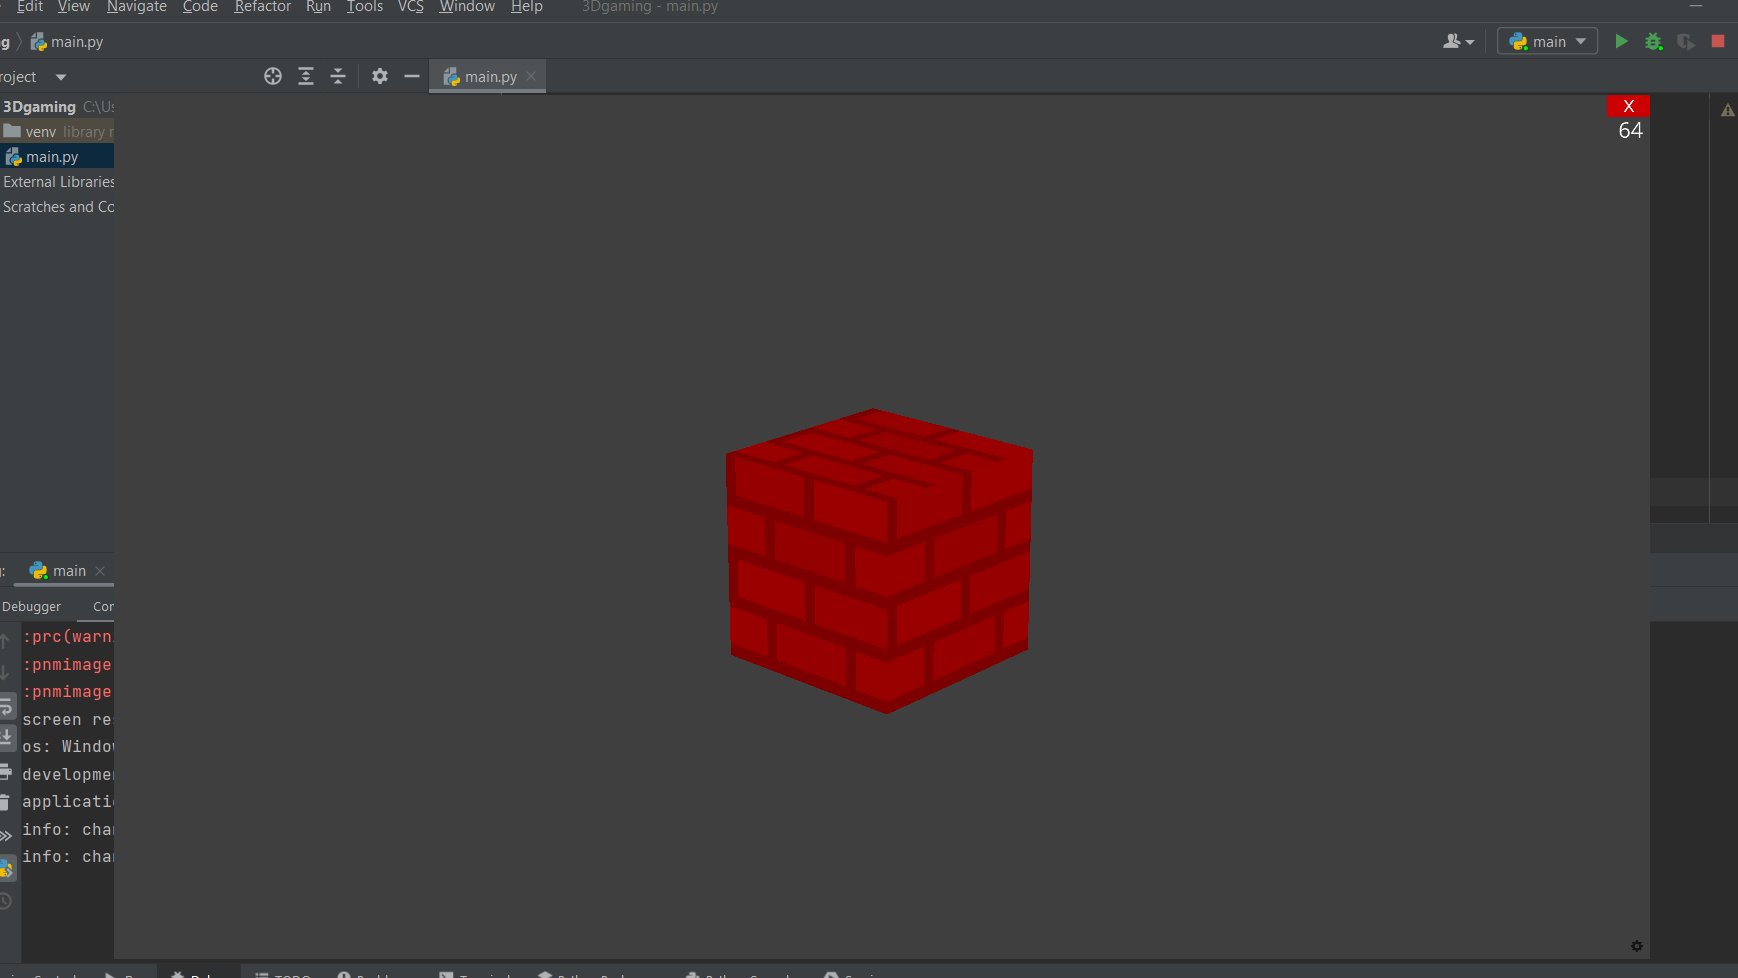 Edit View Navigate Code Refactor Run Tools VCS Window Help 3Dgaming - main.py
g main.py
main
roject
main.py
3Dgaming C:\Us
venv library r
main.py
External Libraries
Scratches and Co
X
64
main
Debugger Con
:prc(warn
:pnmimage
:pnmimage
screen re
os: Window
developme
applicati
info: cha
info: cha